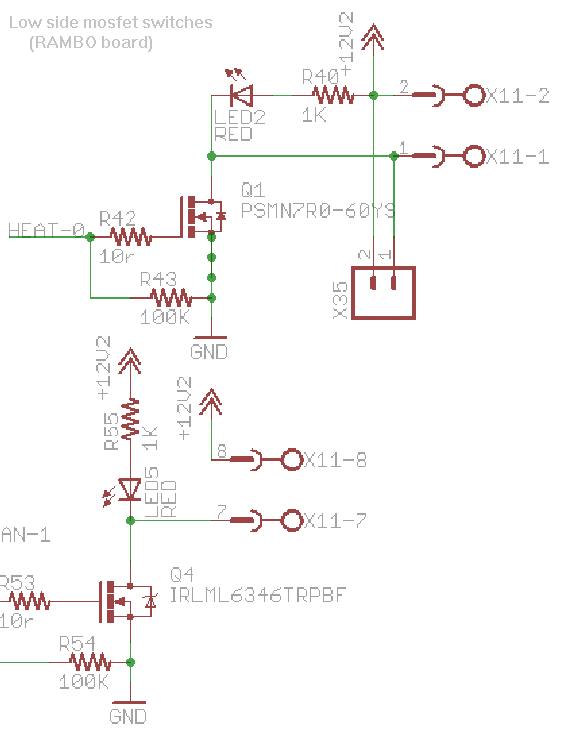 Low side mosfet switches
(RAMBO board)
+12V2
R40
2
X11-2
LED2
RED
1K
1
X11-1
Q1
PSMN7R0-60YS
HEAT-0
R42
10r
R43
100K
2
1
X35
GND
+12V2
+12V2
R55
1K
8
X11-8
LED5
RED
7
X11-7
AN-1
Q4
IRLML6346TRPBF
R53
10r
R54
100K
GND